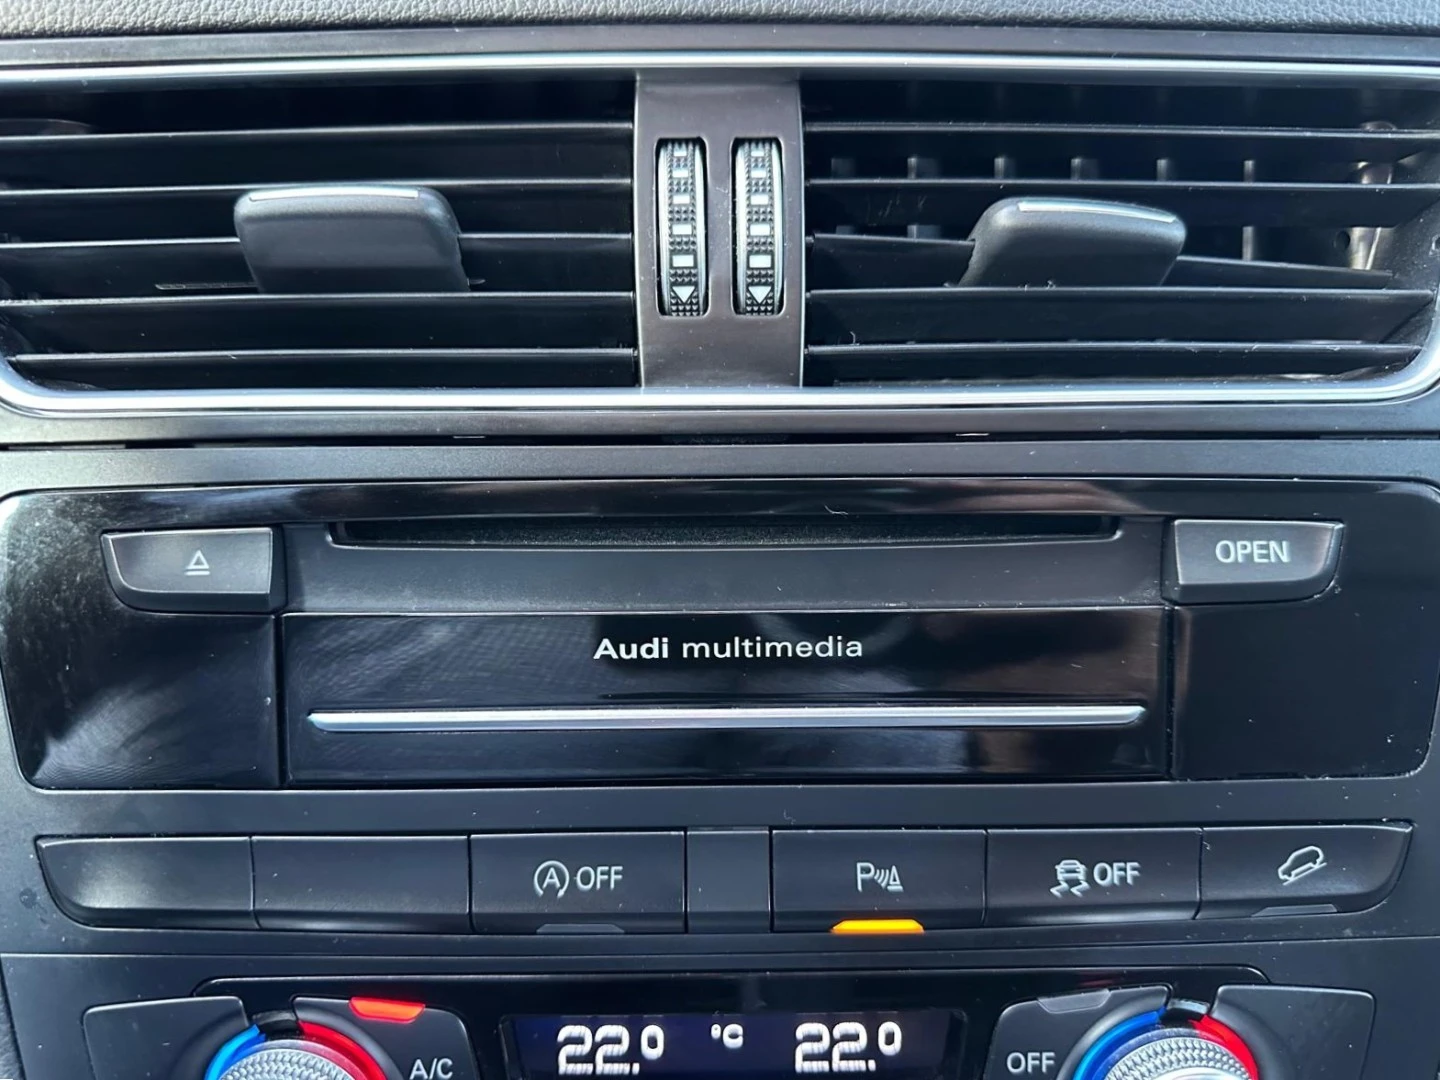 OPEN
Audi multimedia
A OFF
P
OFF
22.0 °C 22.0
A/C
OFF